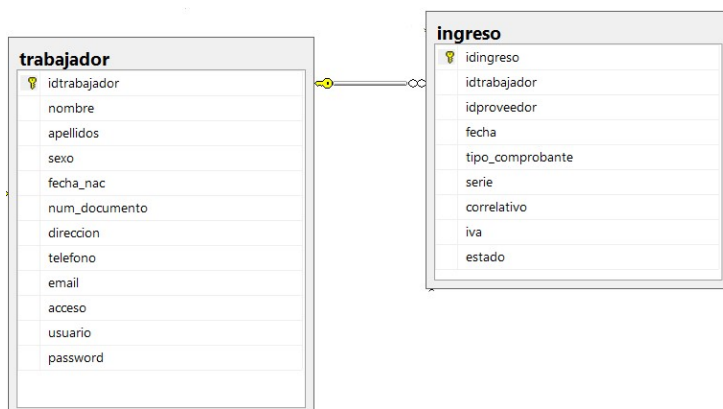 trabajador
idtrabajador
nombre
apellidos
sexo
fecha_nac
num_documento
direccion
telefono
email
acceso
usuario
password
ingreso
idingreso
idtrabajador
idproveedor
fecha
tipo_comprobante
serie
correlativo
iva
estado